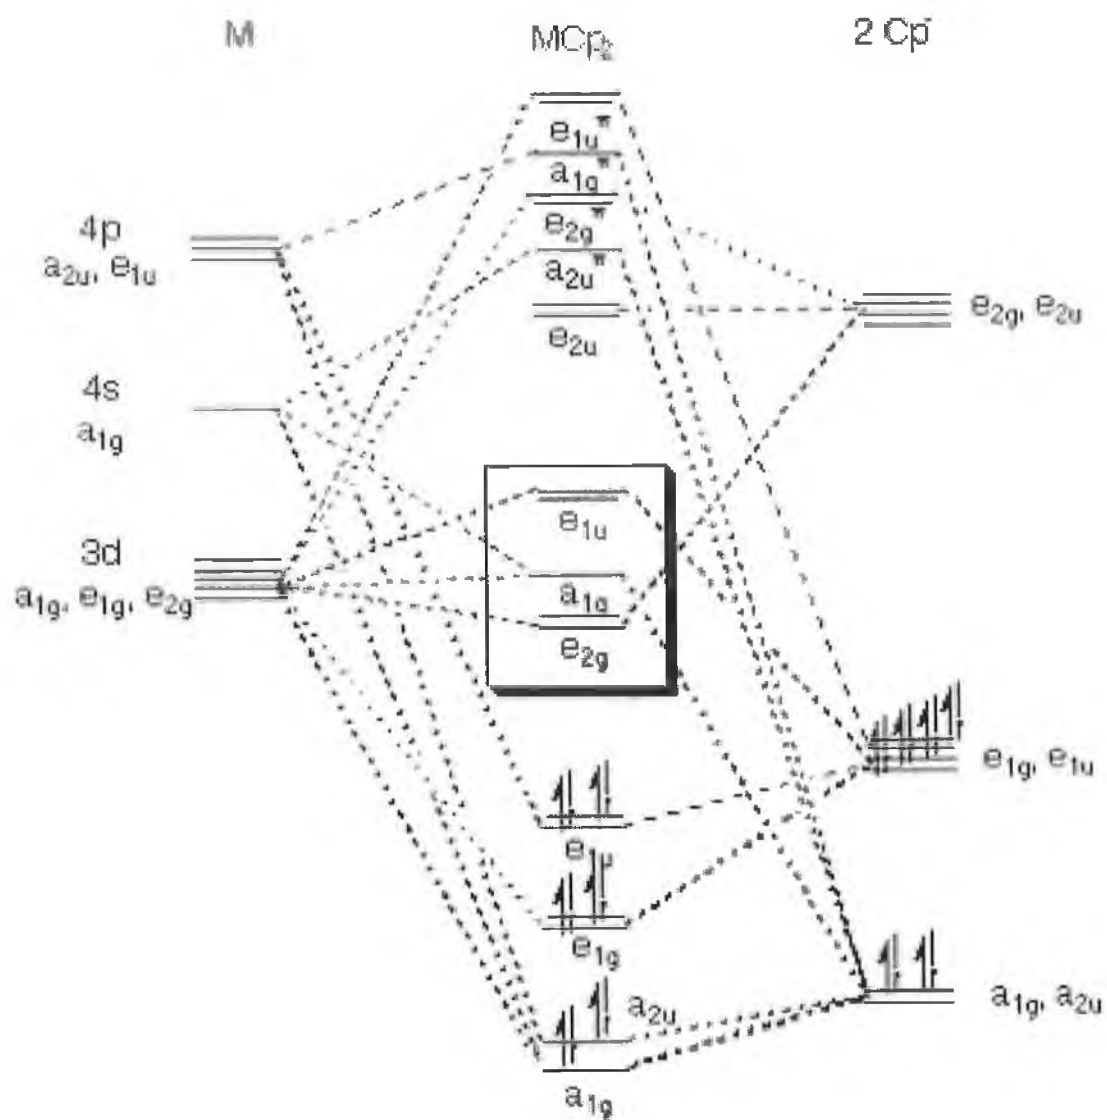 M
MCp₂
2 Cp⁻
e₁ᵤ*
a₁g*
e₂g*
a₂ᵤ*
e₂ᵤ
4p
a₂ᵤ, e₁ᵤ
4s
a₁g
3d
a₁g, e₁g, e₂g
e₁ᵤ
a₁g
e₂g
e₁ᵤ
e₁g
a₂ᵤ
a₁g
e₂g, e₂ᵤ
e₁g, e₁ᵤ
a₁g, a₂ᵤ